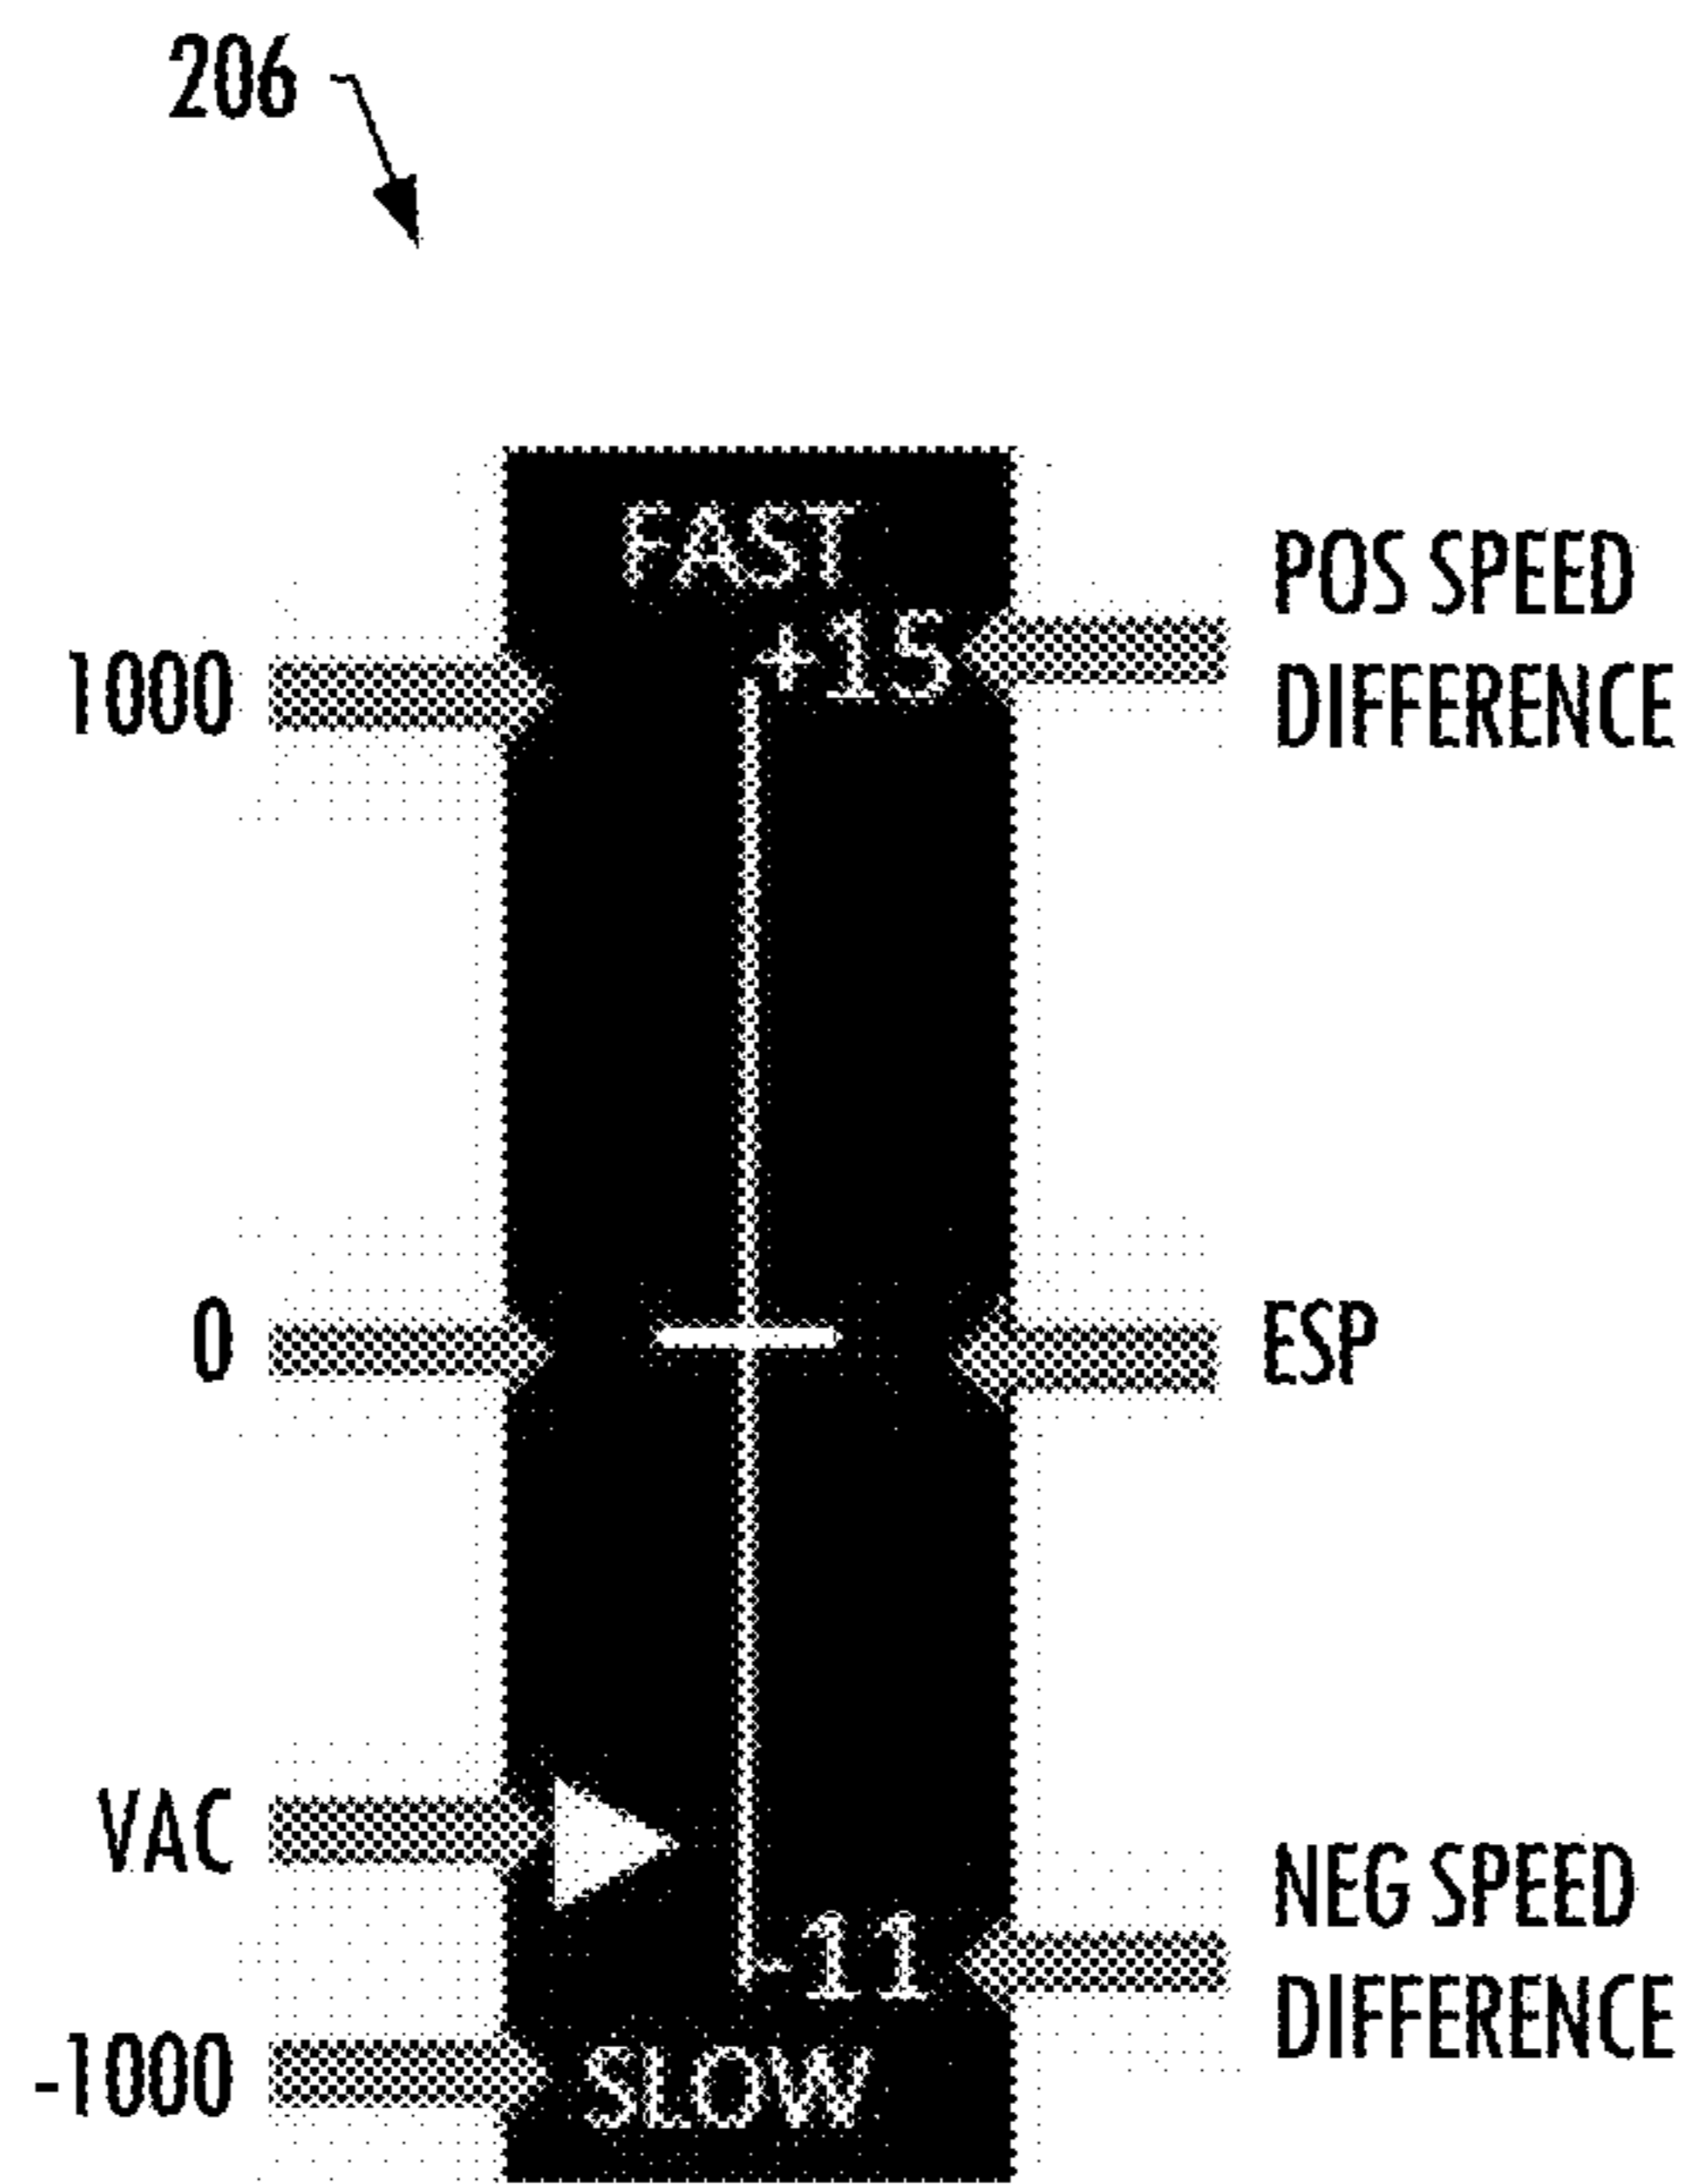 206
FAST
POS SPEED
DIFFERENCE
+15
1000
0
ESP
VAC
NEG SPEED
DIFFERENCE
-11
-1000
SLOW